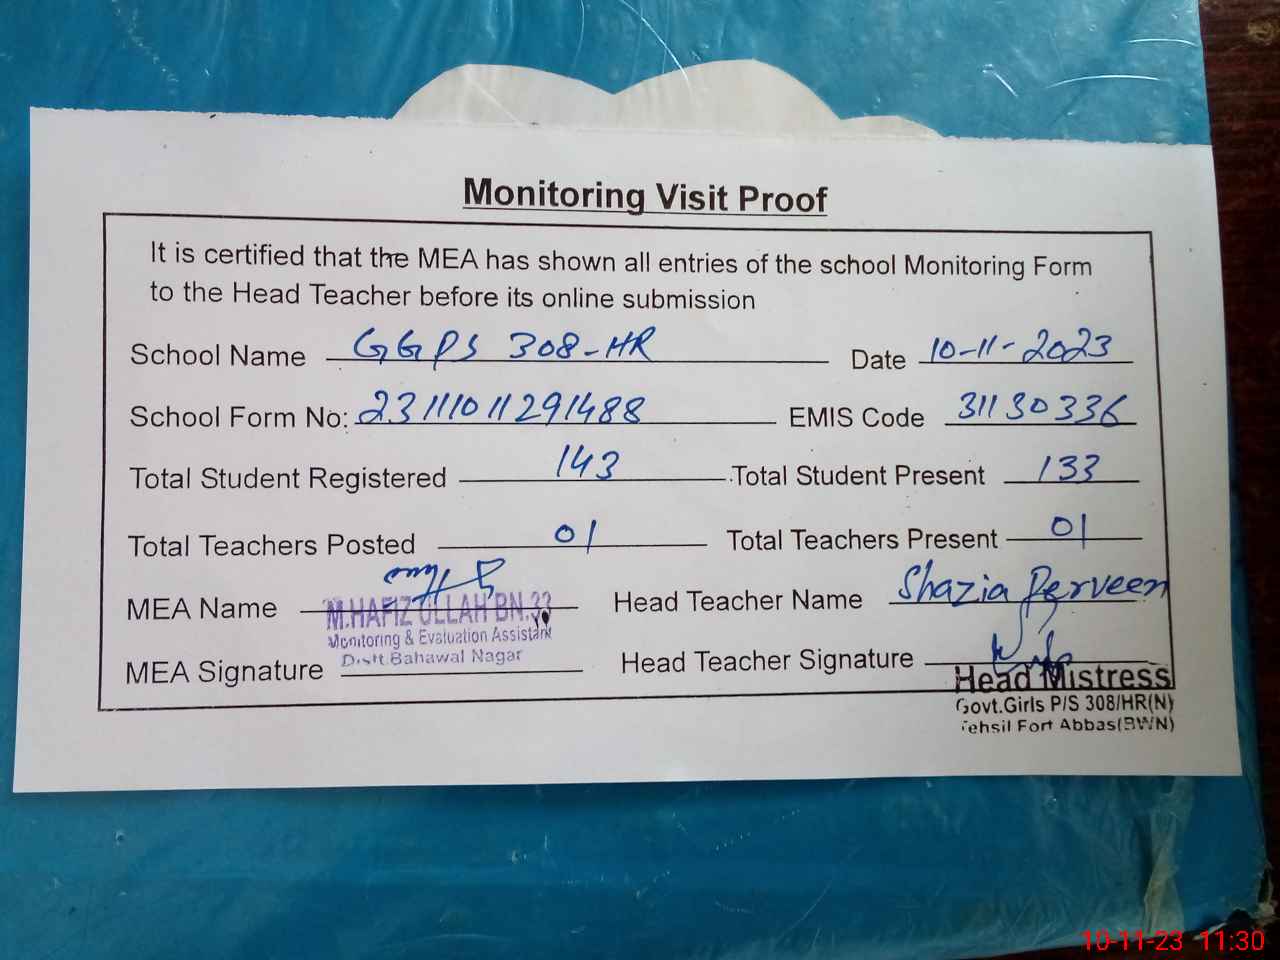 Monitoring Visit Proof
It is certified that the MEA has shown all entries of the school Monitoring Form
to the Head Teacher before its online submission
School Name GGPS 308-HR Date 10-11-2023
School Form No: 23111011291488 EMIS Code 31130336
Total Student Registered 143 Total Student Present 133
Total Teachers Posted 01 Total Teachers Present 01
MEA Name M.HAFIZ ULLAH BN.33 Head Teacher Name Shazia Perveen
Monitoring & Evaluation Assistant
Distt.Bahawal Nagar
MEA Signature Head Teacher Signature
Head Mistress
Govt.Girls P/S 308/HR(N)
Tehsil Fort Abbas(BWN)
10-11-23 11:30